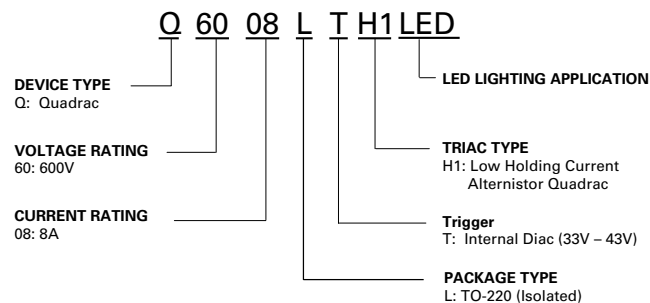 Q 60 08 L T H1 LED
DEVICE TYPE
Q: Quadrac
VOLTAGE RATING
60: 600V
CURRENT RATING
08: 8A
LED LIGHTING APPLICATION
TRIAC TYPE
H1: Low Holding Current
Alternistor Quadrac
Trigger
T: Internal Diac (33V – 43V)
PACKAGE TYPE
L: TO-220 (Isolated)